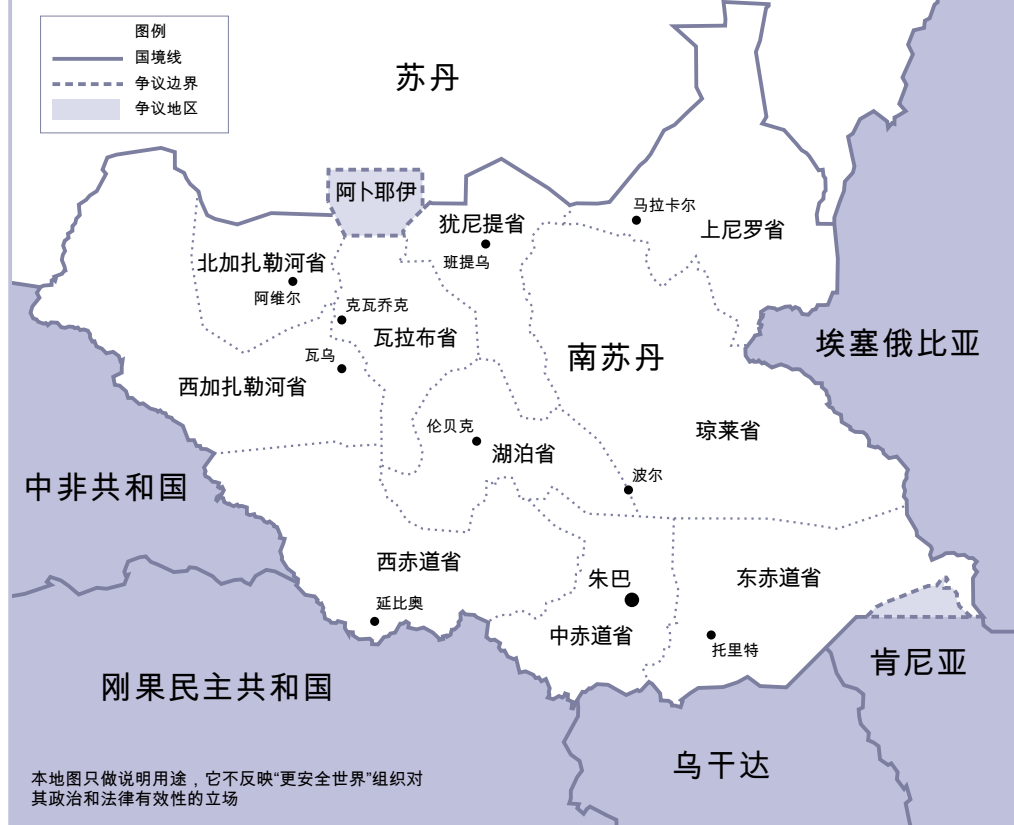 图例
国境线
争议边界
争议地区
苏丹
阿卜耶伊
马拉卡尔
犹尼提省
上尼罗省
班提乌
北加扎勒河省
阿维尔
克瓦乔克
瓦拉布省
埃塞俄比亚
瓦乌
南苏丹
西加扎勒河省
伦贝克
琼莱省
湖泊省
波尔
中非共和国
西赤道省
朱巴
东赤道省
延比奥
中赤道省
托里特
肯尼亚
刚果民主共和国
乌干达
本地图只做说明用途，它不反映“更安全世界”组织对
其政治和法律有效性的立场